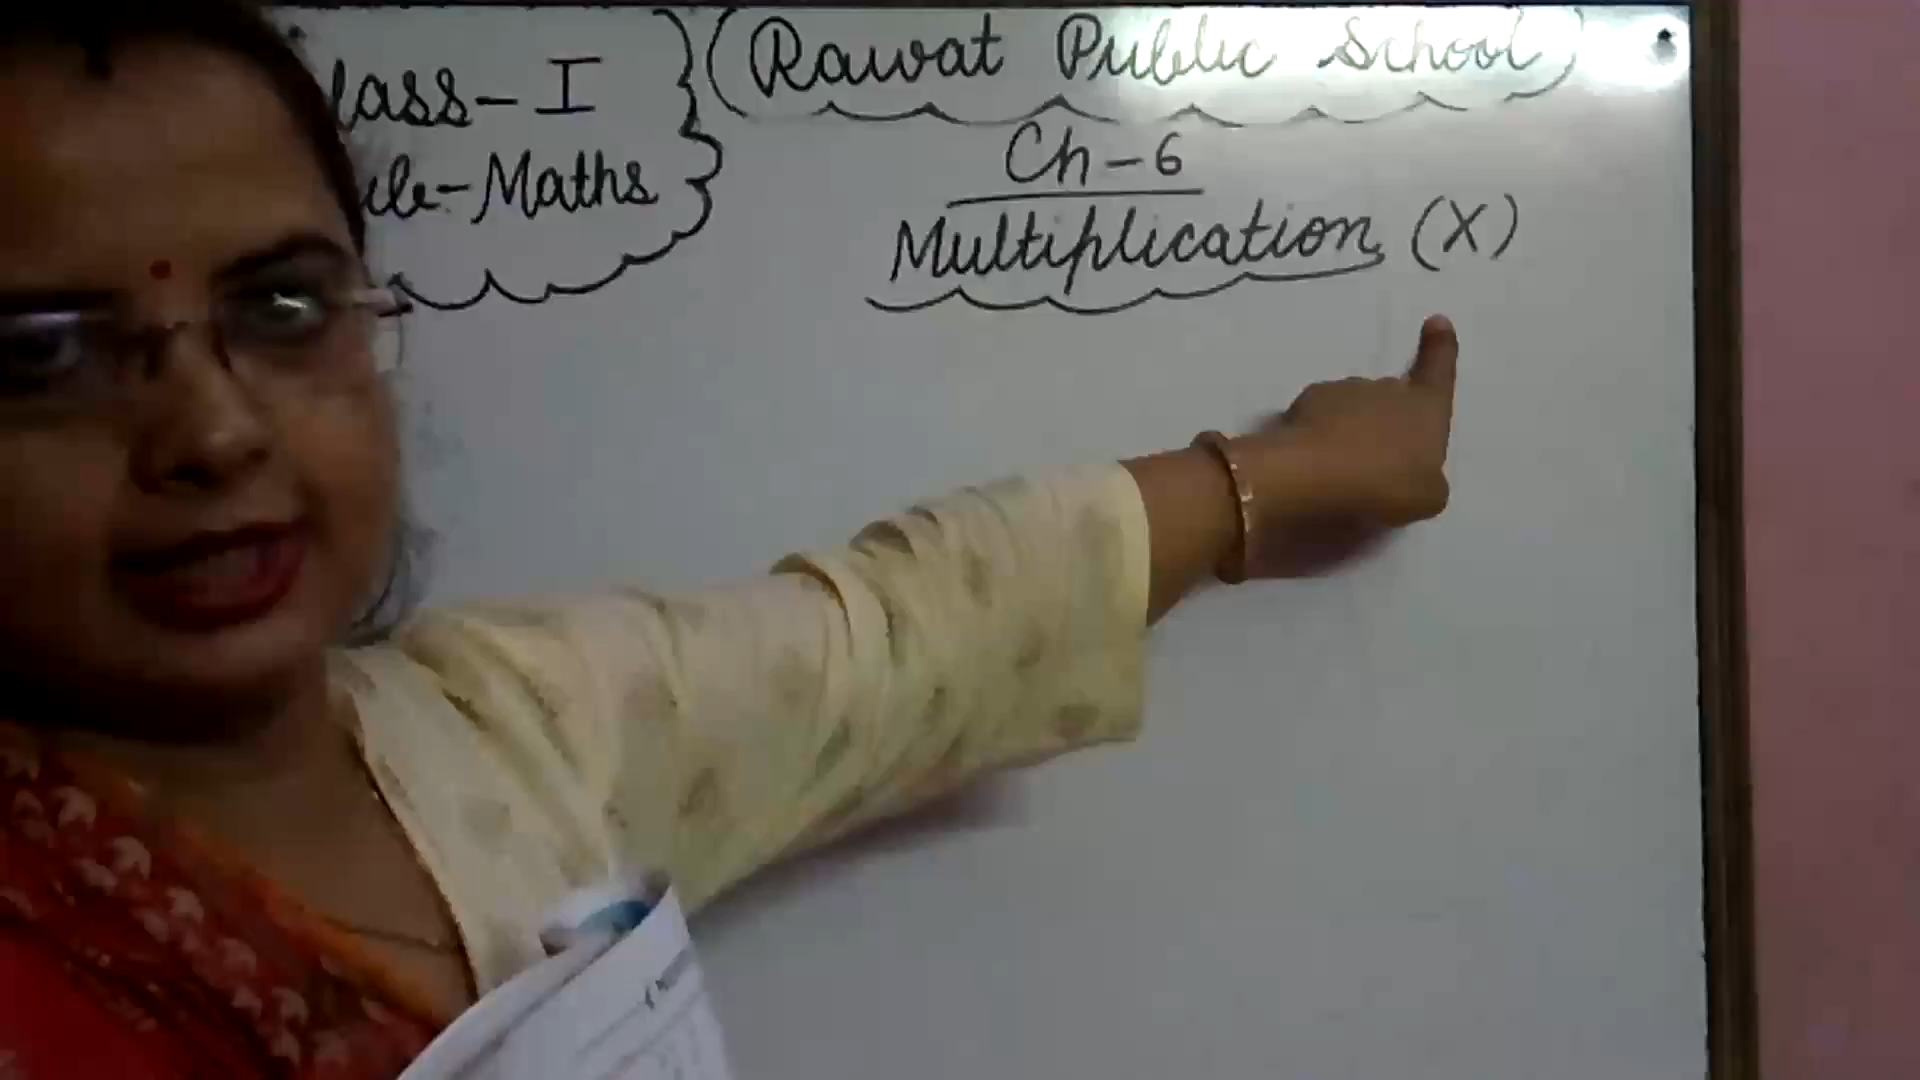 lass-I
(Rawat Public School)
Maths
Ch-6
Multiplication (X)